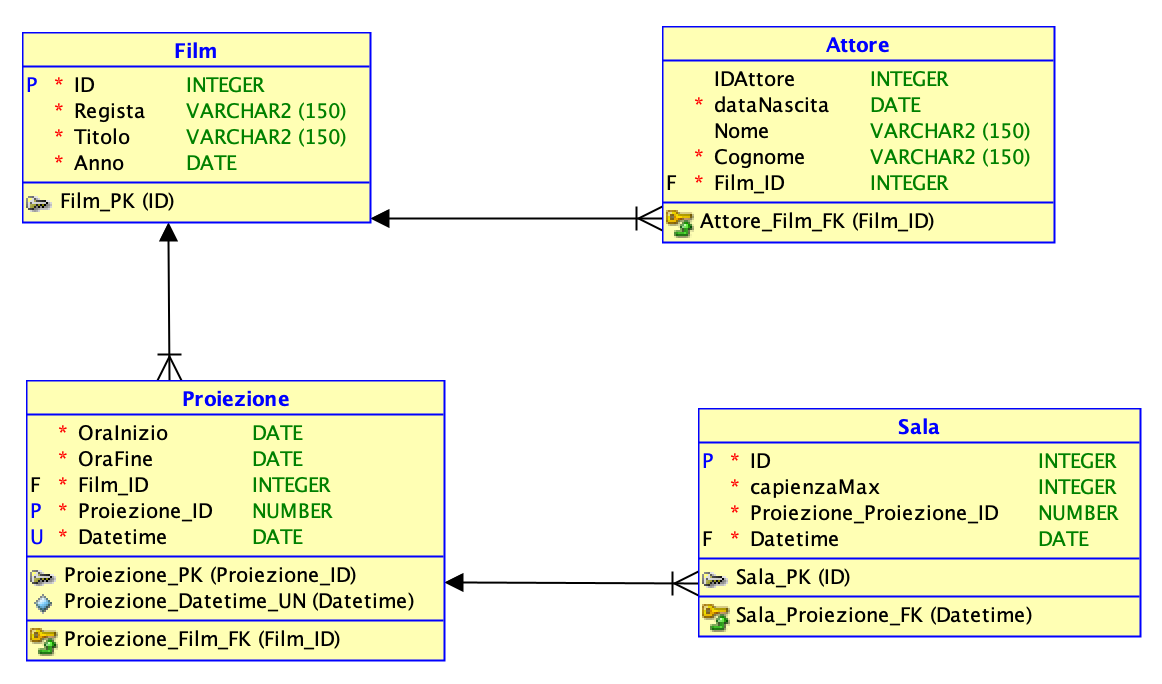 Film
P * ID INTEGER
* Regista VARCHAR2 (150)
* Titolo VARCHAR2 (150)
* Anno DATE
Film_PK (ID)
Attore
IDAttore INTEGER
* dataNascita DATE
Nome VARCHAR2 (150)
* Cognome VARCHAR2 (150)
F * Film_ID INTEGER
Attore_Film_FK (Film_ID)
Proiezione
* OraInizio DATE
* OraFine DATE
F * Film_ID INTEGER
P * Proiezione_ID NUMBER
U * Datetime DATE
Proiezione_PK (Proiezione_ID)
Proiezione_Datetime_UN (Datetime)
Proiezione_Film_FK (Film_ID)
Sala
P * ID INTEGER
* capienzaMax INTEGER
* Proiezione_Proiezione_ID NUMBER
F * Datetime DATE
Sala_PK (ID)
Sala_Proiezione_FK (Datetime)